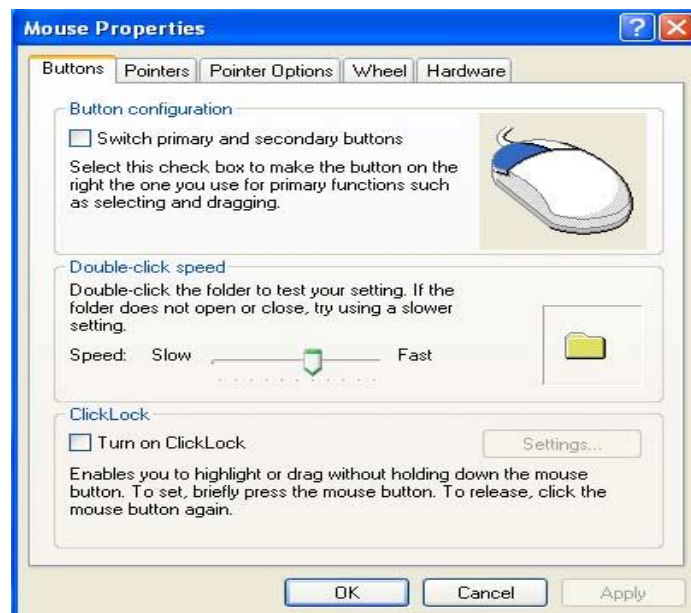 Mouse Properties
Buttons Pointers Pointer Options Wheel Hardware
Button configuration
Switch primary and secondary buttons
Select this check box to make the button on the
right the one you use for primary functions such
as selecting and dragging.
Double-click speed
Double-click the folder to test your setting. If the
folder does not open or close, try using a slower
setting.
Speed: Slow Fast
ClickLock
Turn on ClickLock Settings...
Enables you to highlight or drag without holding down the mouse
button. To set, briefly press the mouse button. To release, click the
mouse button again.
OK Cancel Apply